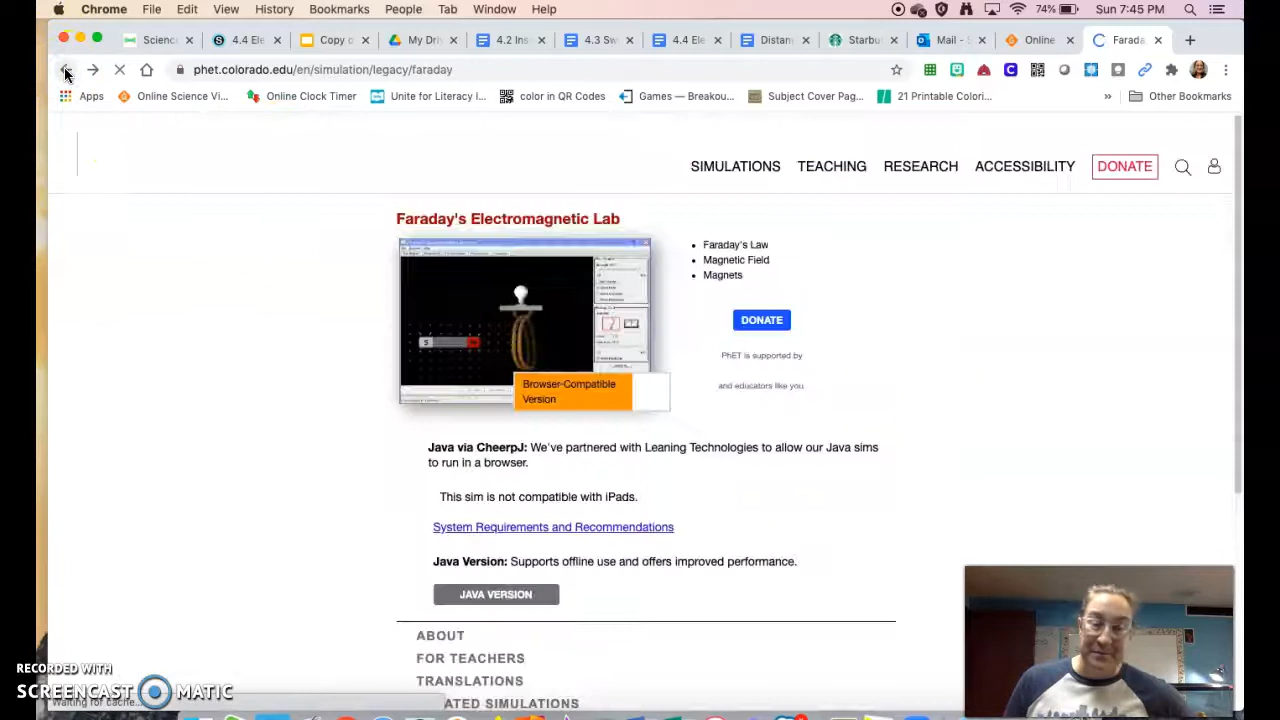 Chrome File Edit View History Bookmarks People Tab Window Help 74% Sun 7:45 PM
Scienc 4.4 Ele Copy o My Dri 4.2 Ins 4.3 Sw 4.4 Ele Distan Starbu Mail - S Online Farada
phet.colorado.edu/en/simulation/legacy/faraday
Apps Online Science Vi... Online Clock Timer Unite for Literacy I... color in QR Codes Games — Breakou... Subject Cover Pag... 21 Printable Colori... » Other Bookmarks
SIMULATIONS TEACHING RESEARCH ACCESSIBILITY DONATE
Faraday's Electromagnetic Lab
Faraday's Law
Magnetic Field
Magnets
DONATE
S
Browser-Compatible
Version
PhET is supported by
and educators like you
Java via CheerpJ: We've partnered with Leaning Technologies to allow our Java sims
to run in a browser.
This sim is not compatible with iPads.
System Requirements and Recommendations
Java Version: Supports offline use and offers improved performance.
JAVA VERSION
ABOUT
FOR TEACHERS
TRANSLATIONS
ATED SIMULATIONS
RECORDED WITH
SCREENCAST MATIC
Waiting for cache...